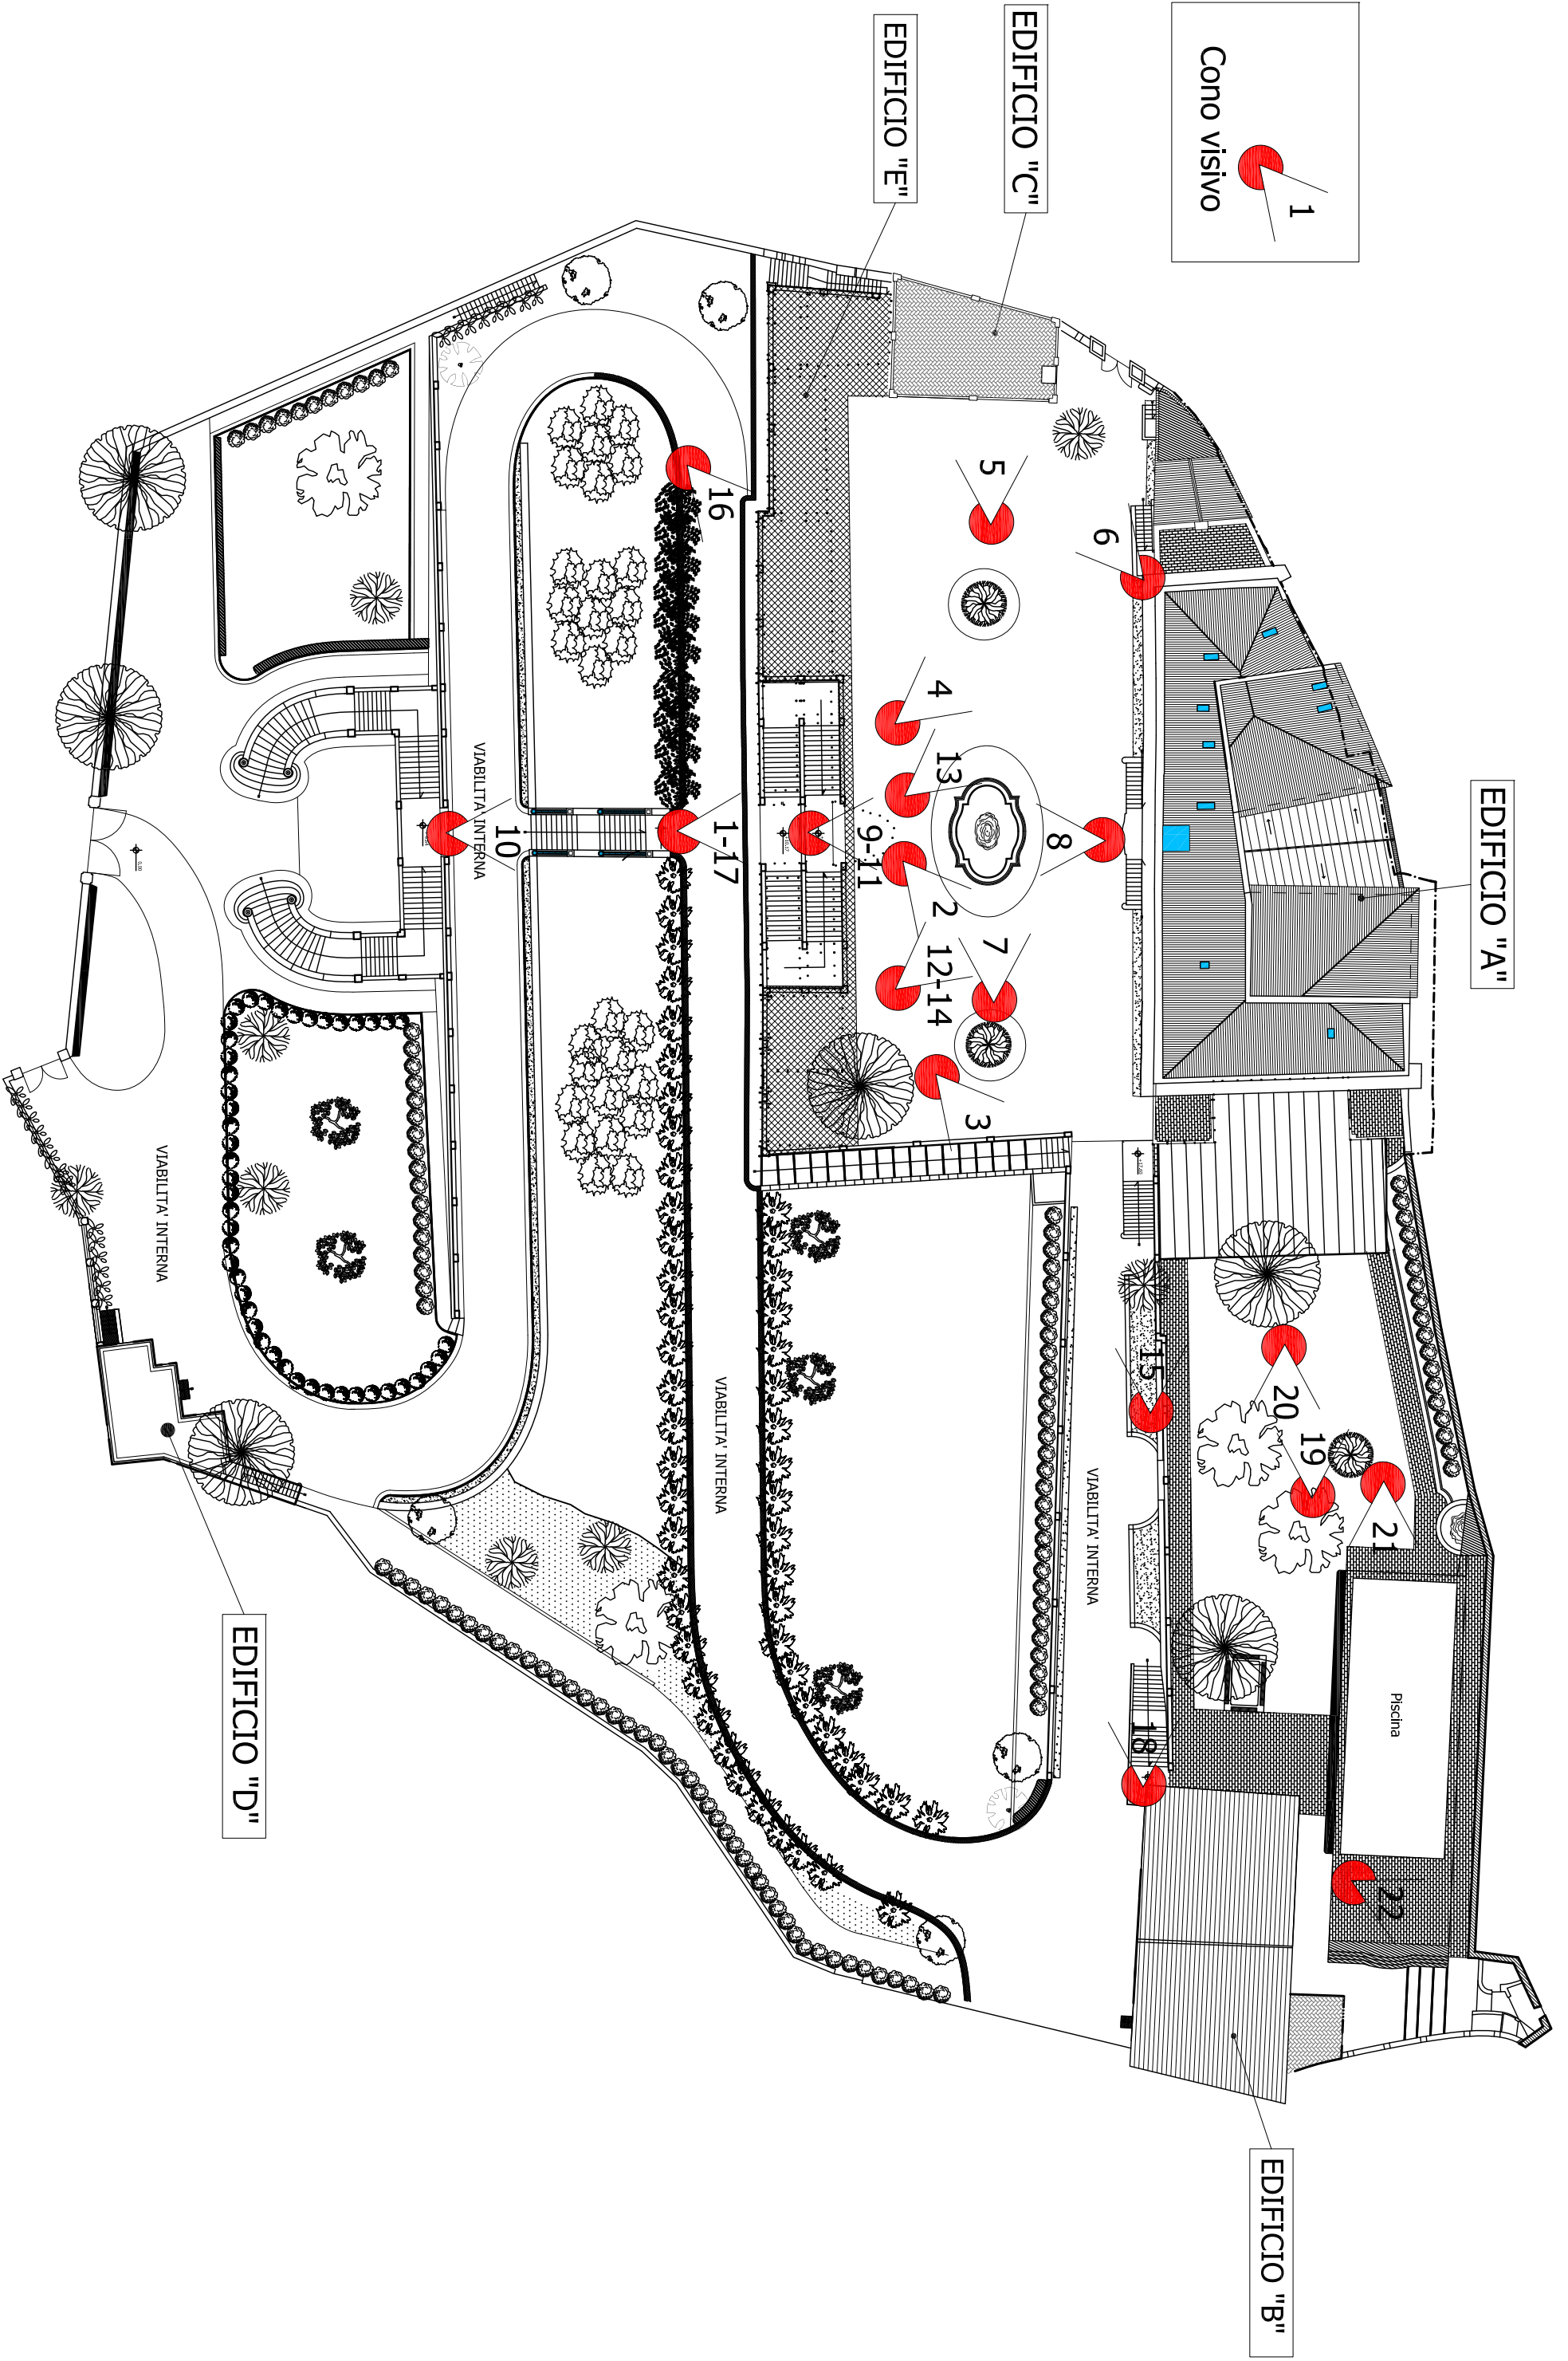 Cono visivo
1
EDIFICIO "C"
EDIFICIO "E"
EDIFICIO "A"
EDIFICIO "B"
EDIFICIO "D"
5
6
16
4
13
8
1-17
9-11
10
2
7
12-14
3
15
20
19
21
18
22
VIABILITA' INTERNA
VIABILITA' INTERNA
VIABILITA' INTERNA
VIABILITA' INTERNA
Piscina
0.00